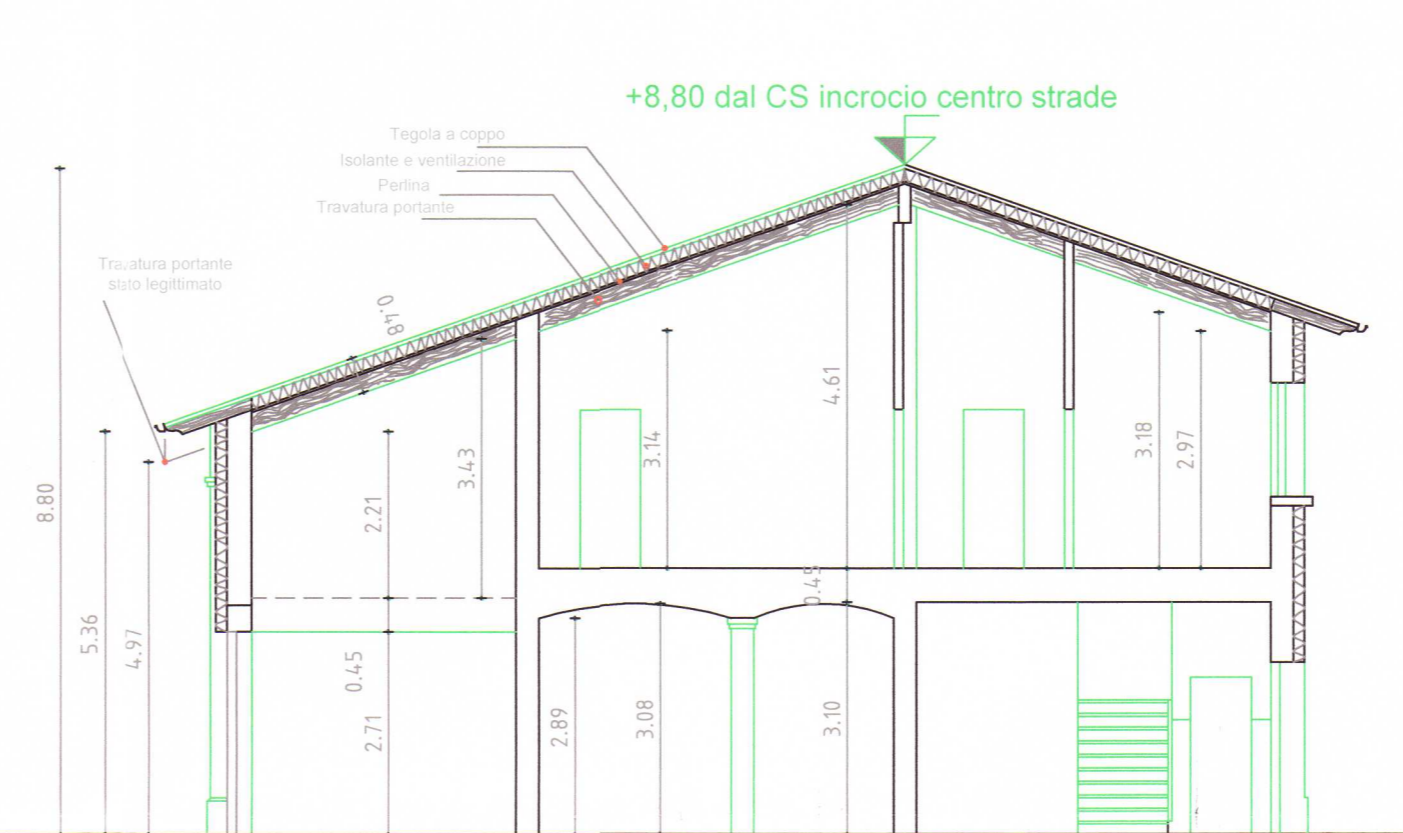 +8,80 dal CS incrocio centro strade
Tegola a coppo
Isolante e ventilazione
Perlina
Travatura portante
Travatura portante
stato legittimato
0.48
8.80
5.36
4.97
2.21
3.43
3.14
4.61
3.18
2.97
0.45
0.45
2.71
2.89
3.08
3.10